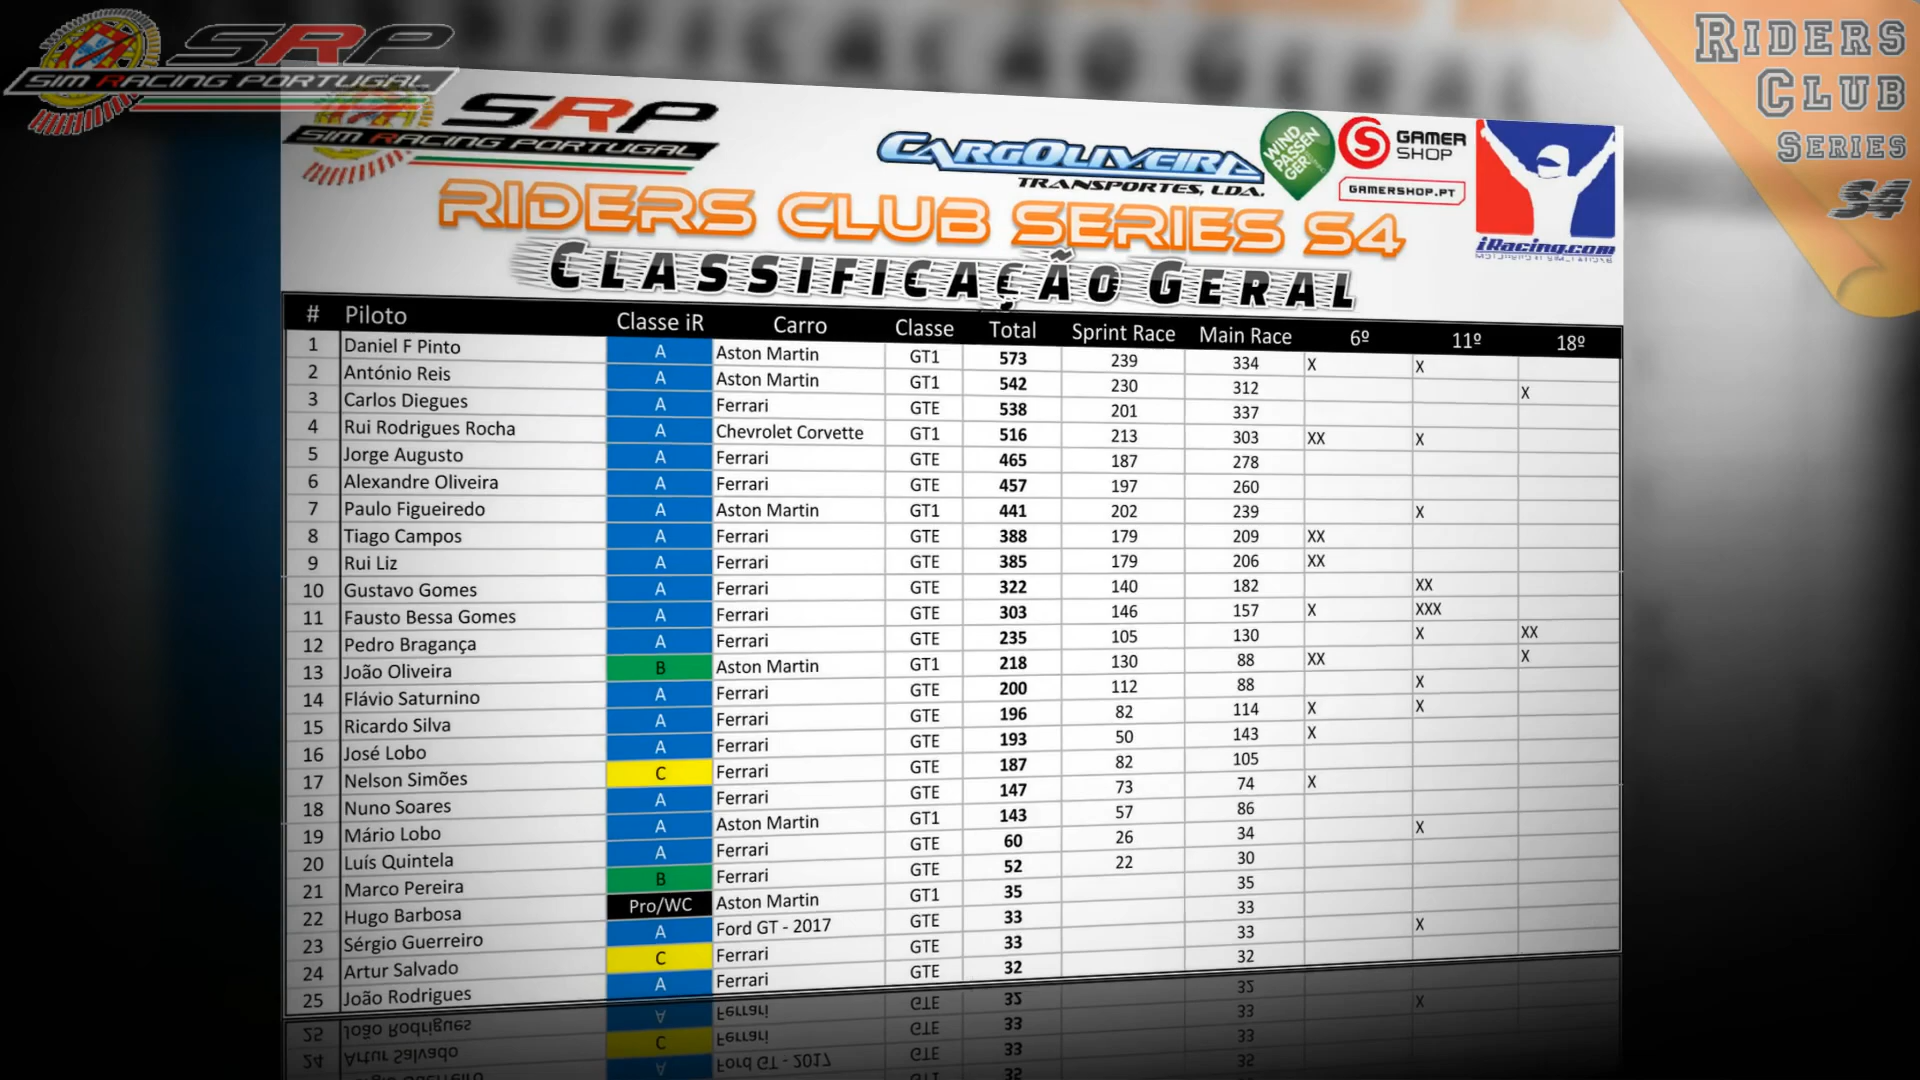 SRP
SIM RACING PORTUGAL
RIDERS
CLUB
SERIES
S4
SRP
SIM RACING PORTUGAL
CARGOLIVEIRA
TRANSPORTES, LDA.
WIND PASSENGER
GAMER SHOP
GAMERSHOP.PT
iRacing.com
MOTORSPORT SIMULATIONS
RIDERS CLUB SERIES S4
CLASSIFICAÇÃO GERAL
# Piloto Classe iR Carro Classe Total Sprint Race Main Race 6º 11º 18º
1 Daniel F Pinto A Aston Martin GT1 573 239 334 X X
2 António Reis A Aston Martin GT1 542 230 312 X
3 Carlos Diegues A Ferrari GTE 538 201 337
4 Rui Rodrigues Rocha A Chevrolet Corvette GT1 516 213 303 XX X
5 Jorge Augusto A Ferrari GTE 465 187 278
6 Alexandre Oliveira A Ferrari GTE 457 197 260
7 Paulo Figueiredo A Aston Martin GT1 441 202 239 X
8 Tiago Campos A Ferrari GTE 388 179 209 XX
9 Rui Liz A Ferrari GTE 385 179 206 XX
10 Gustavo Gomes A Ferrari GTE 322 140 182 XX
11 Fausto Bessa Gomes A Ferrari GTE 303 146 157 X XXX
12 Pedro Bragança A Ferrari GTE 235 105 130 X XX
13 João Oliveira B Aston Martin GT1 218 130 88 XX X
14 Flávio Saturnino A Ferrari GTE 200 112 88 X
15 Ricardo Silva A Ferrari GTE 196 82 114 X X
16 José Lobo A Ferrari GTE 193 50 143 X
17 Nelson Simões C Ferrari GTE 187 82 105
18 Nuno Soares A Ferrari GTE 147 73 74 X
19 Mário Lobo A Aston Martin GT1 143 57 86
20 Luís Quintela A Ferrari GTE 60 26 34 X
21 Marco Pereira B Ferrari GTE 52 22 30
22 Hugo Barbosa Pro/WC Aston Martin GT1 35 35
23 Sérgio Guerreiro A Ford GT - 2017 GTE 33 33
24 Artur Salvado C Ferrari GTE 33 33 X
25 João Rodrigues A Ferrari GTE 32 32